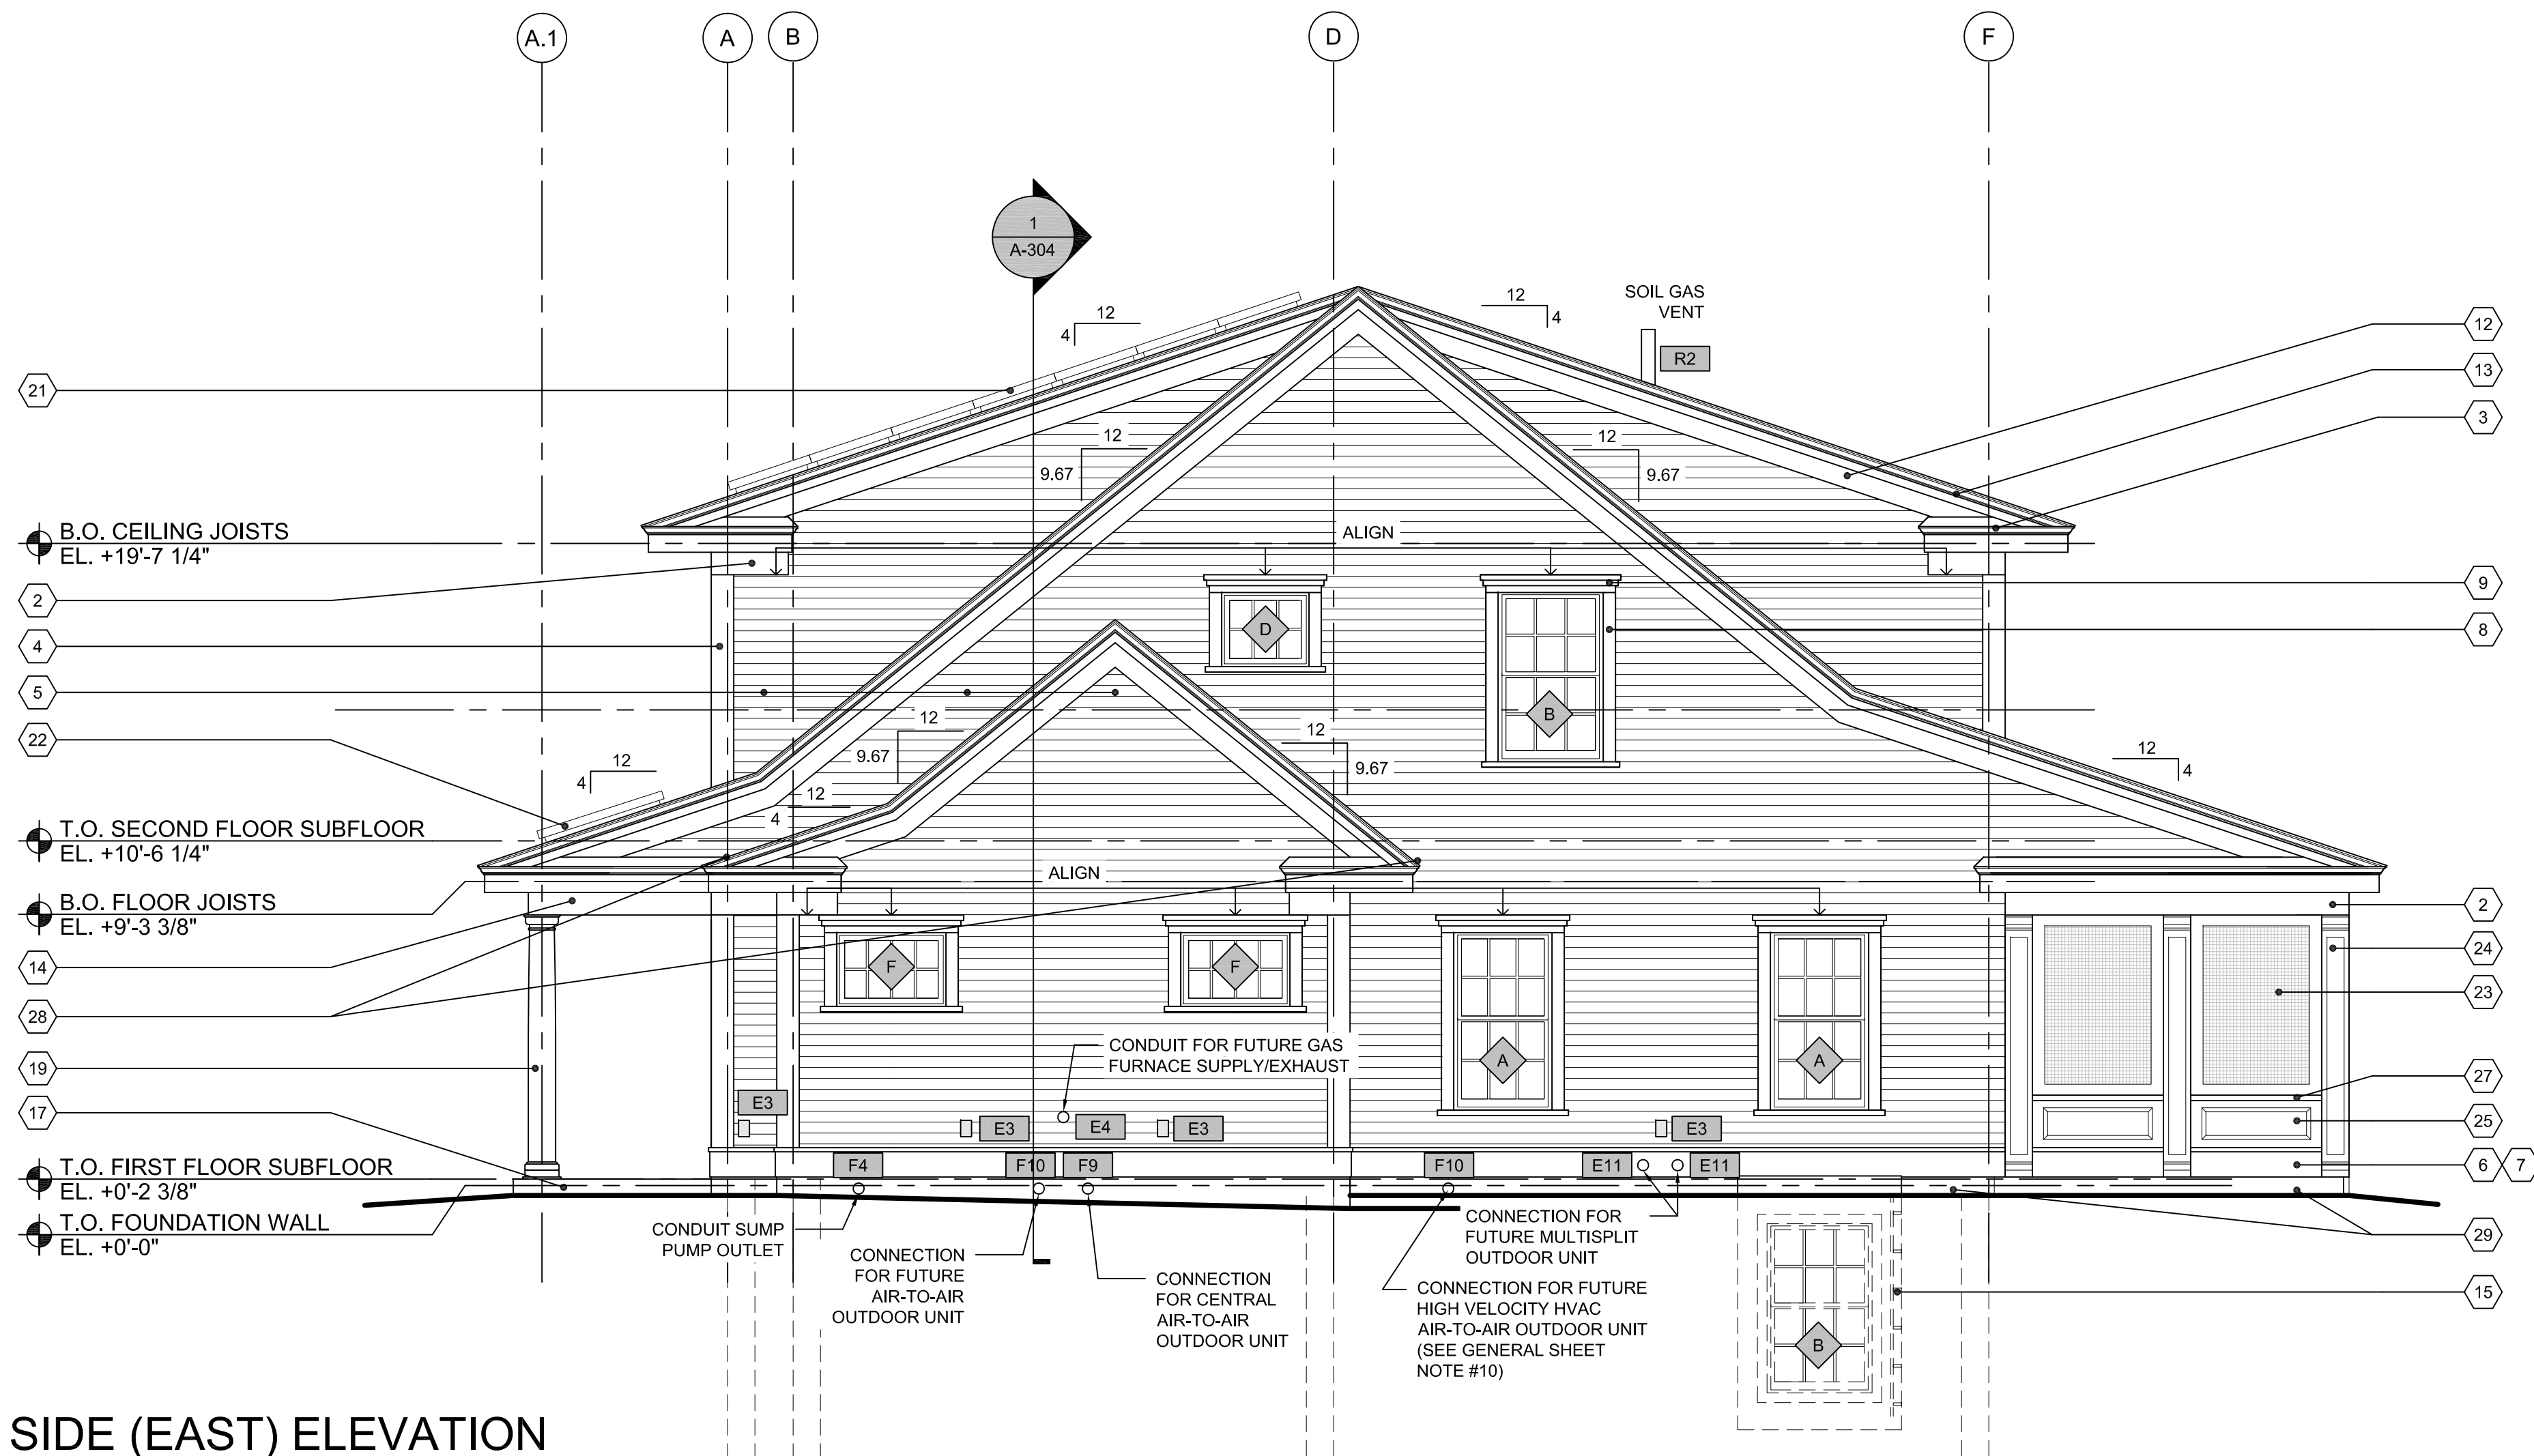 A.1
A
B
D
F
1
A-304
SOIL GAS
VENT
R2
12
4
12
4
12
13
3
21
12
9.67
12
9.67
ALIGN
B.O. CEILING JOISTS
EL. +19'-7 1/4"
2
4
5
22
9
8
D
B
12
9.67
12
9.67
12
4
12
4
12
4
T.O. SECOND FLOOR SUBFLOOR
EL. +10'-6 1/4"
ALIGN
B.O. FLOOR JOISTS
EL. +9'-3 3/8"
14
28
19
17
2
24
23
27
25
6
7
29
15
F
F
A
A
CONDUIT FOR FUTURE GAS
FURNACE SUPPLY/EXHAUST
E3
E3
E4
E3
E3
F4
F10
F9
F10
E11
E11
T.O. FIRST FLOOR SUBFLOOR
EL. +0'-2 3/8"
T.O. FOUNDATION WALL
EL. +0'-0"
CONDUIT SUMP
PUMP OUTLET
CONNECTION
FOR FUTURE
AIR-TO-AIR
OUTDOOR UNIT
CONNECTION
FOR CENTRAL
AIR-TO-AIR
OUTDOOR UNIT
CONNECTION FOR
FUTURE MULTISPLIT
OUTDOOR UNIT
CONNECTION FOR FUTURE
HIGH VELOCITY HVAC
AIR-TO-AIR OUTDOOR UNIT
(SEE GENERAL SHEET
NOTE #10)
B
SIDE (EAST) ELEVATION